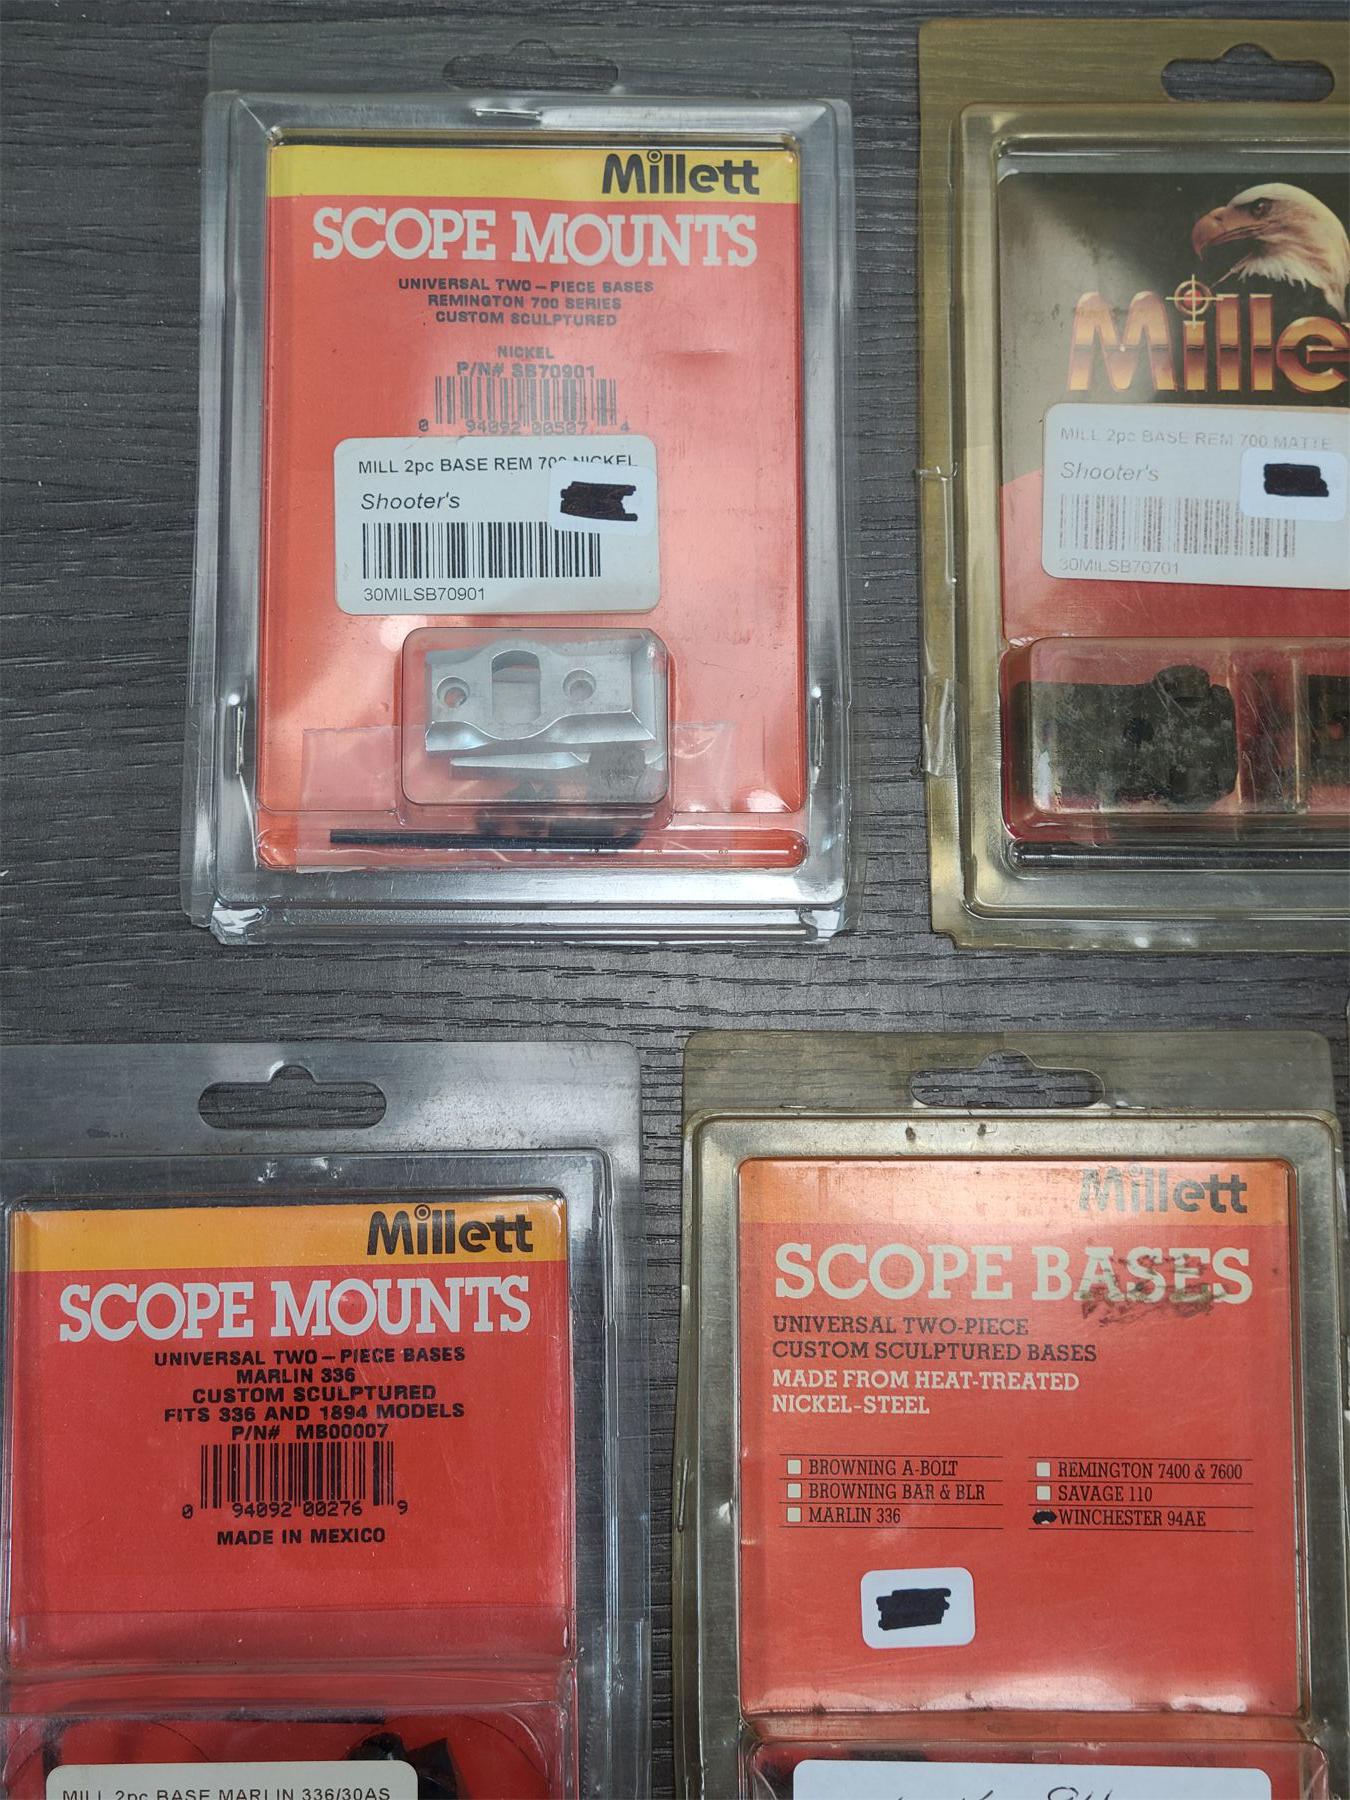 Millett
SCOPE MOUNTS
UNIVERSAL TWO-PIECE BASES
REMINGTON 700 SERIES
CUSTOM SCULPTURED
NICKEL
P/N# SB70901
0 94092 00507 4
MILL 2pc BASE REM 700 NICKEL
Shooter's
30MILSB70901
MILL 2pc BASE REM 700 MATTE
Shooter's
30MILSB70701
Millett
SCOPE MOUNTS
UNIVERSAL TWO-PIECE BASES
MARLIN 336
CUSTOM SCULPTURED
FITS 336 AND 1894 MODELS
P/N# MB00007
0 94092 00276 9
MADE IN MEXICO
MILL 2pc BASE MARLIN 336/30AS
Millett
SCOPE BASES
UNIVERSAL TWO-PIECE
CUSTOM SCULPTURED BASES
MADE FROM HEAT-TREATED
NICKEL-STEEL
BROWNING A-BOLT
BROWNING BAR & BLR
MARLIN 336
REMINGTON 7400 & 7600
SAVAGE 110
WINCHESTER 94AE